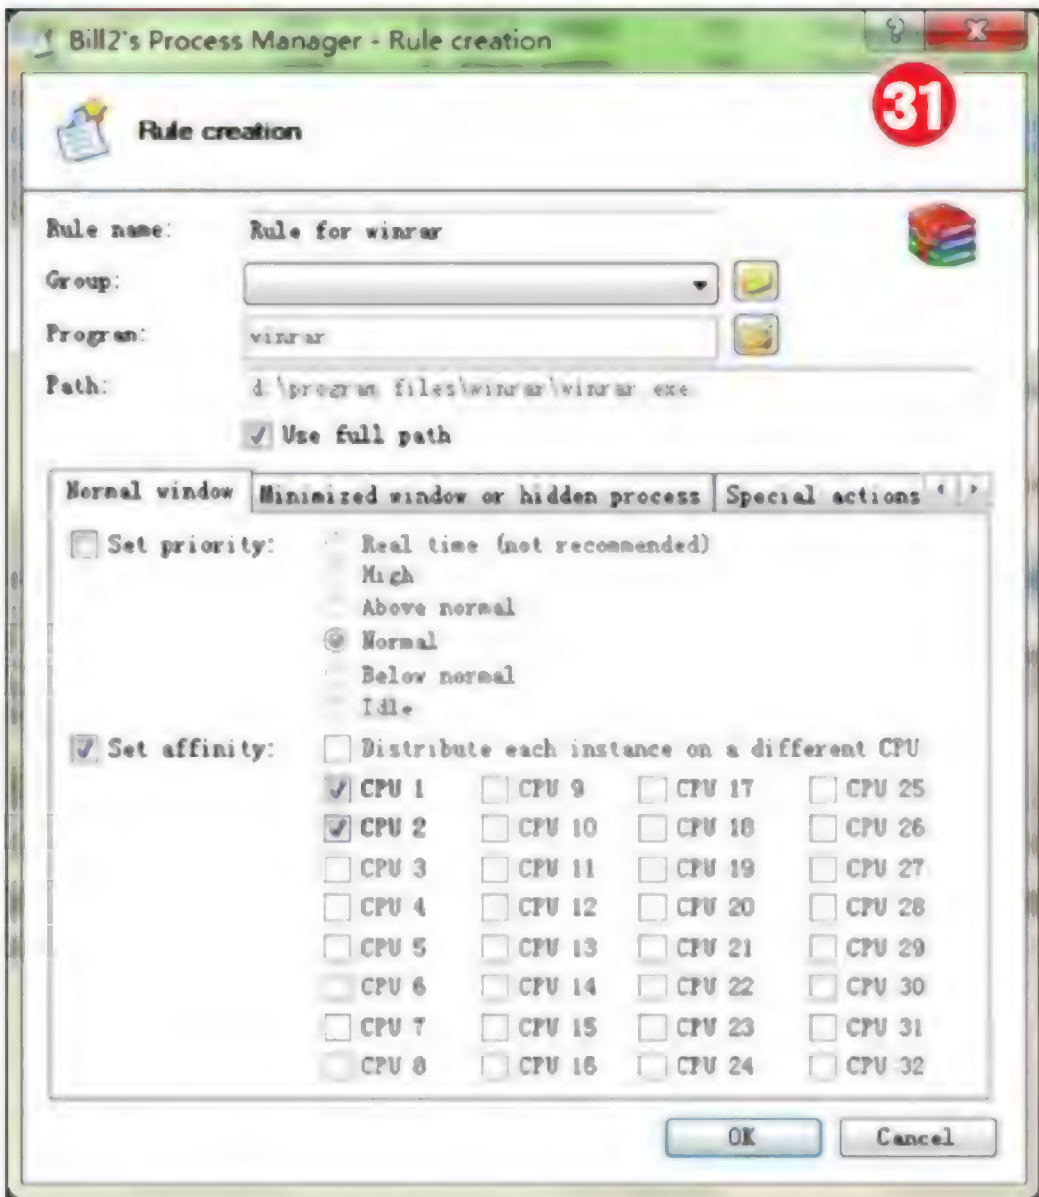 Bill2's Process Manager - Rule creation
31
Rule creation
Rule name: Rule for winrar
Group:
Program: winrar
Path: d:\program files\winrar\winrar.exe
Use full path
Normal window Minimized window or hidden process Special actions
Set priority: Real time (not recommended)
High
Above normal
Normal
Below normal
Idle
Set affinity: Distribute each instance on a different CPU
CPU 1 CPU 9 CPU 17 CPU 25
CPU 2 CPU 10 CPU 18 CPU 26
CPU 3 CPU 11 CPU 19 CPU 27
CPU 4 CPU 12 CPU 20 CPU 28
CPU 5 CPU 13 CPU 21 CPU 29
CPU 6 CPU 14 CPU 22 CPU 30
CPU 7 CPU 15 CPU 23 CPU 31
CPU 8 CPU 16 CPU 24 CPU 32
OK Cancel